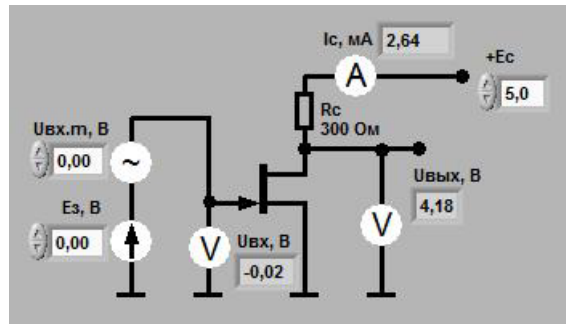 Ic, мА 2,64
+Ec
5,0
A
Rc
300 Ом
Uвх.m, В
0,00
~
Uвых, В
4,18
Eз, В
0,00
V
Uвх, В
-0,02
V